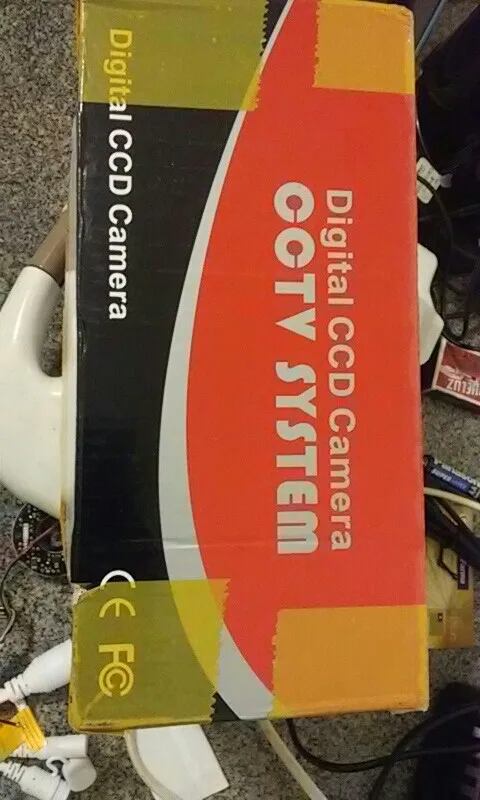 Digital CCD Camera
CCTV SYSTEM
Digital CCD Camera
CE FC